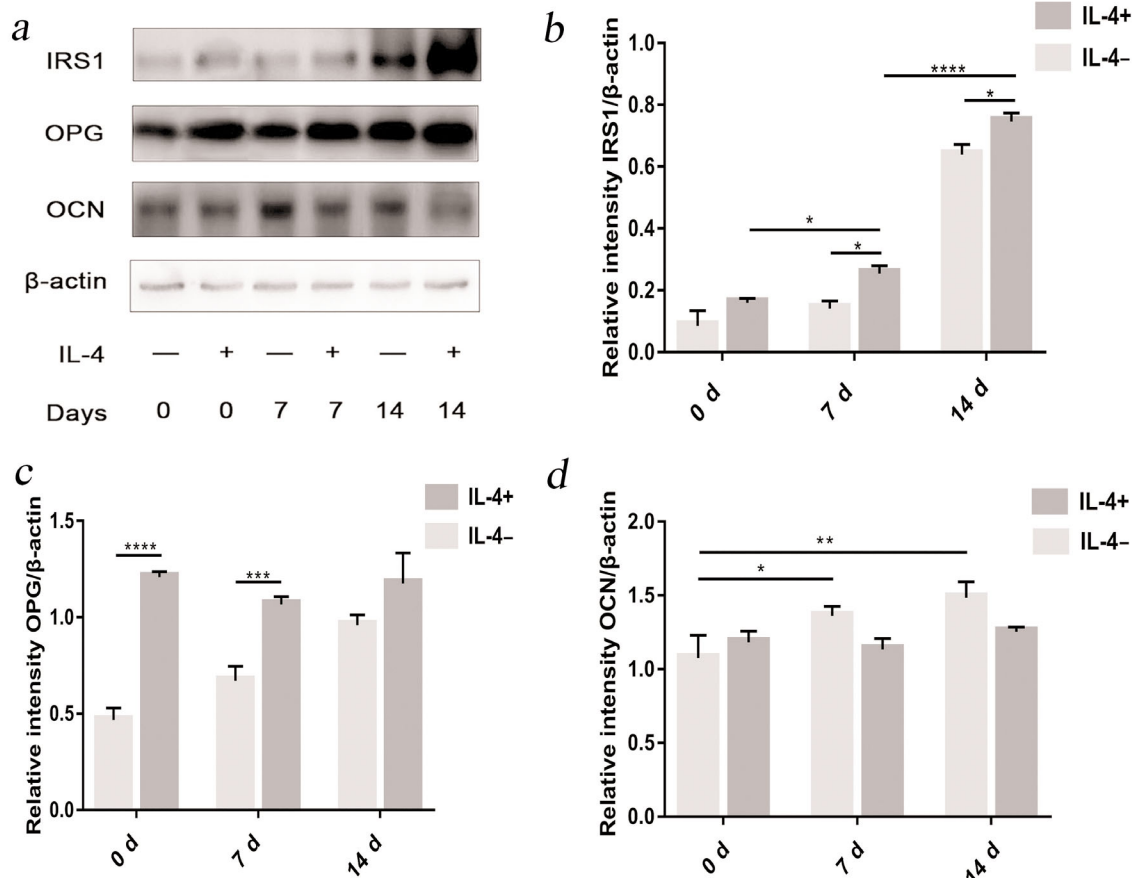 a
IRS1
OPG
OCN
β-actin
IL-4 — + — + — +
Days 0 0 7 7 14 14
b
IL-4+
IL-4–
Relative intensity IRS1/β-actin
1.0
0.8
0.6
0.4
0.2
0.0
****
*
*
*
0 d
7 d
14 d
c
IL-4+
IL-4–
Relative intensity OPG/β-actin
1.5
1.0
0.5
0.0
****
***
0 d
7 d
14 d
d
IL-4+
IL-4–
Relative intensity OCN/β-actin
2.0
1.5
1.0
0.5
0.0
**
*
0 d
7 d
14 d